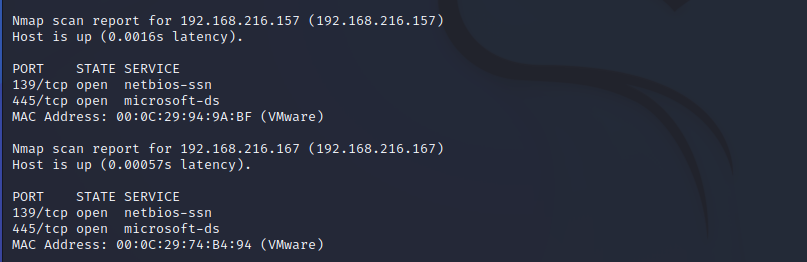 Nmap scan report for 192.168.216.157 (192.168.216.157)
Host is up (0.0016s latency).
PORT    STATE SERVICE
139/tcp open  netbios-ssn
445/tcp open  microsoft-ds
MAC Address: 00:0C:29:94:9A:BF (VMware)
Nmap scan report for 192.168.216.167 (192.168.216.167)
Host is up (0.00057s latency).
PORT    STATE SERVICE
139/tcp open  netbios-ssn
445/tcp open  microsoft-ds
MAC Address: 00:0C:29:74:B4:94 (VMware)